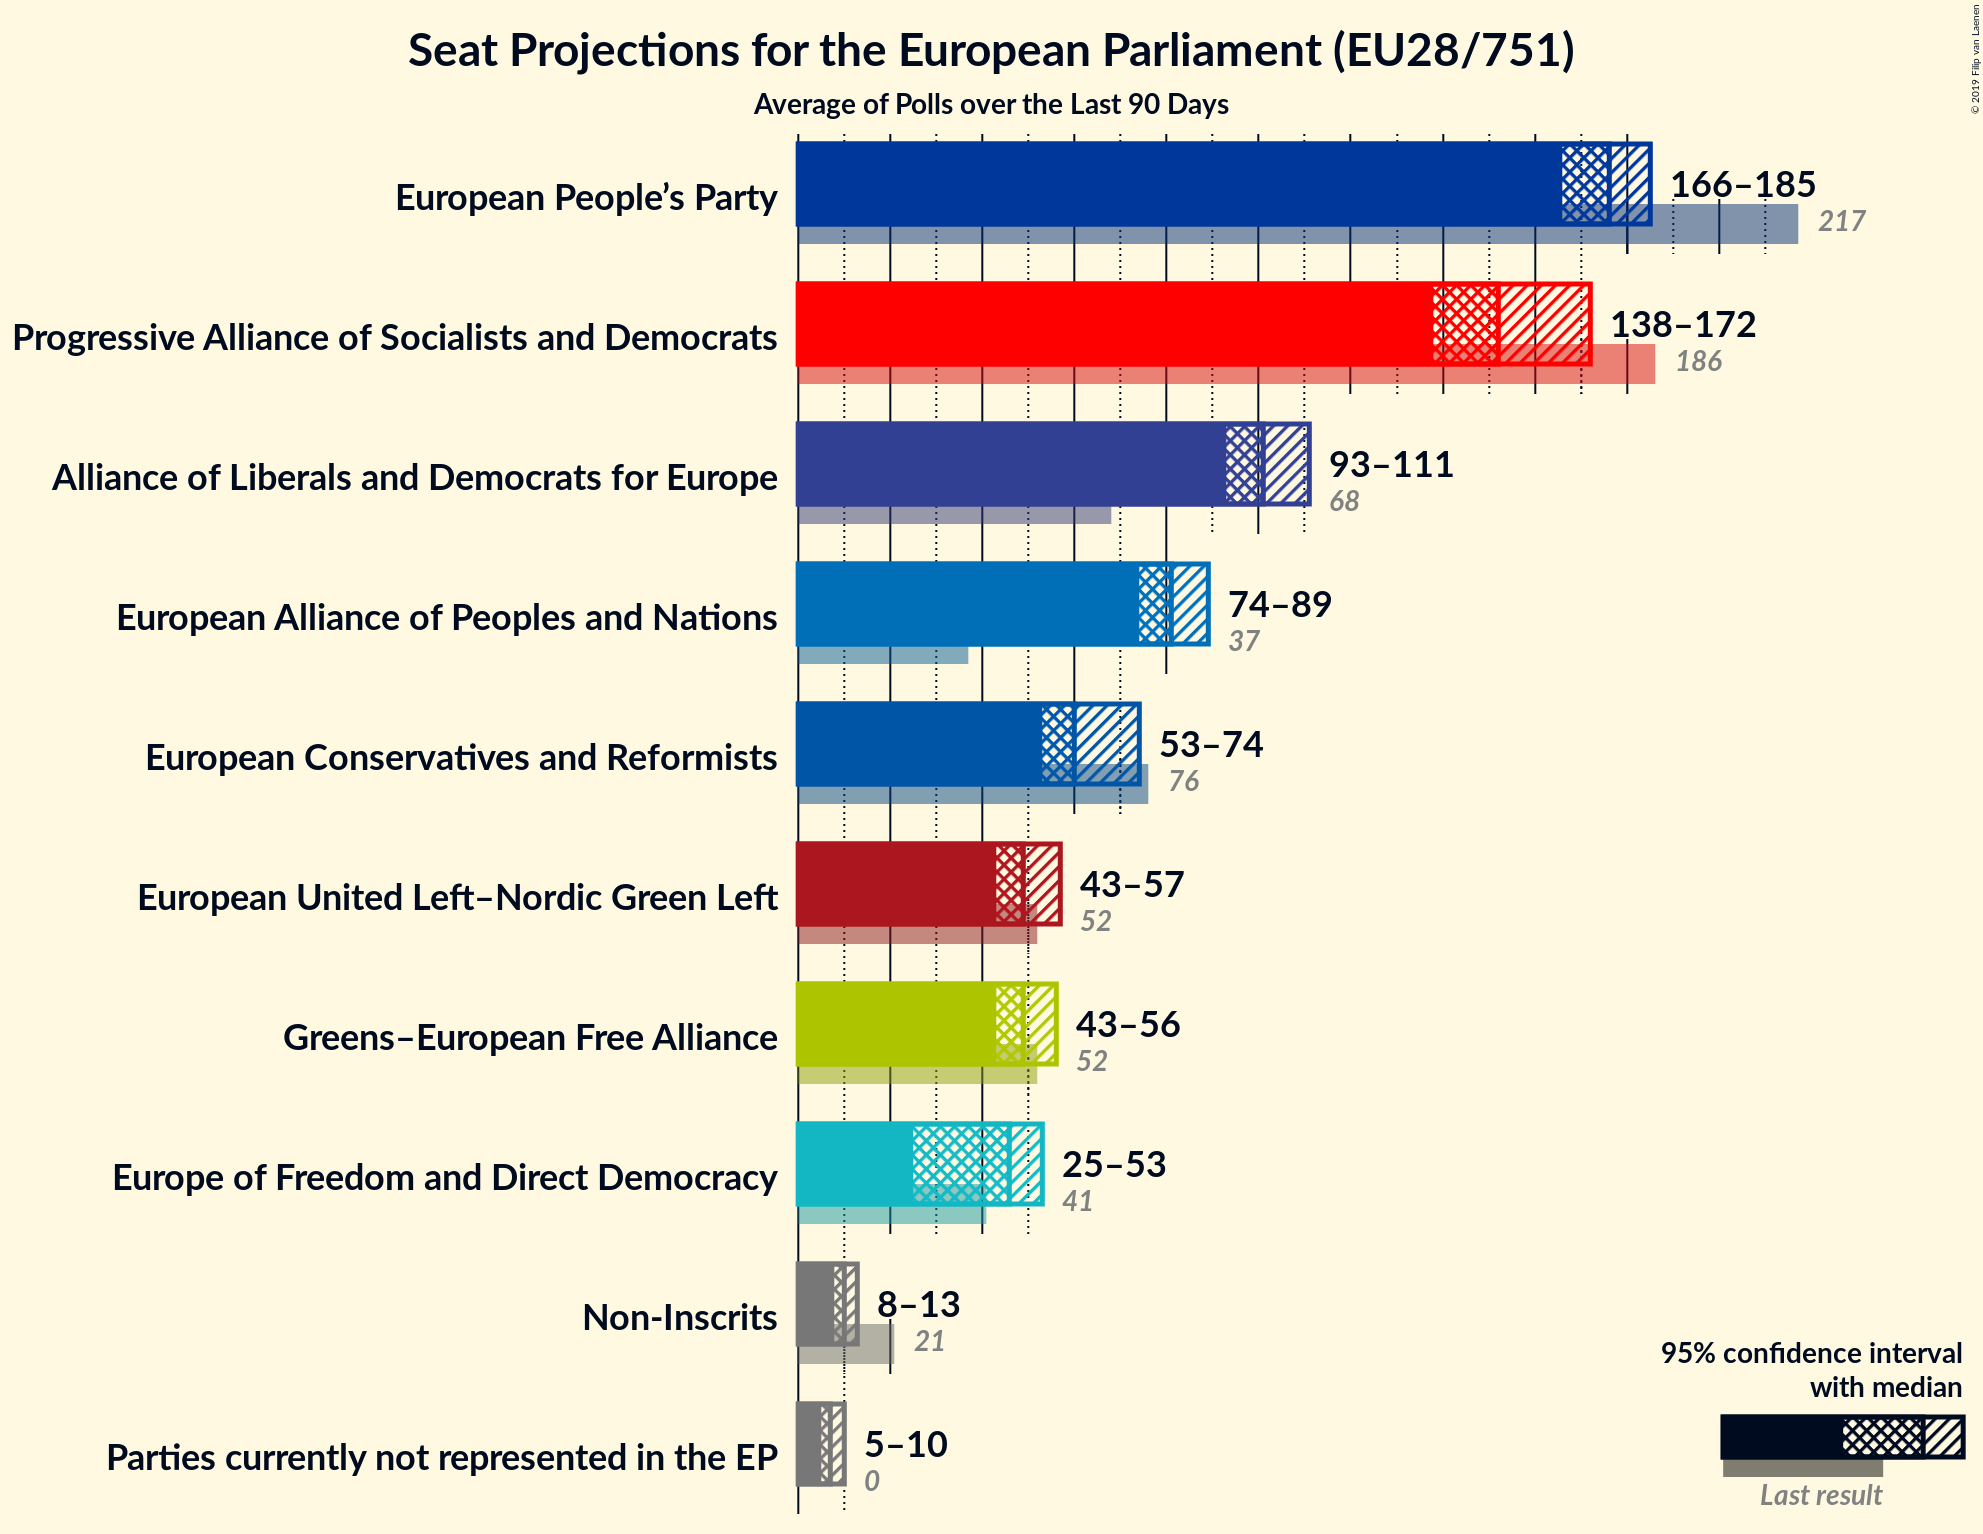 Seat Projections for the European Parliament (EU28/751)
Average of Polls over the Last 90 Days
© 2019 Filip van Laenen
European People’s Party
166–185
217
Progressive Alliance of Socialists and Democrats
138–172
186
Alliance of Liberals and Democrats for Europe
93–111
68
European Alliance of Peoples and Nations
74–89
37
European Conservatives and Reformists
53–74
76
European United Left–Nordic Green Left
43–57
52
Greens–European Free Alliance
43–56
52
Europe of Freedom and Direct Democracy
25–53
41
Non-Inscrits
8–13
21
Parties currently not represented in the EP
5–10
0
95% confidence interval
with median
Last result